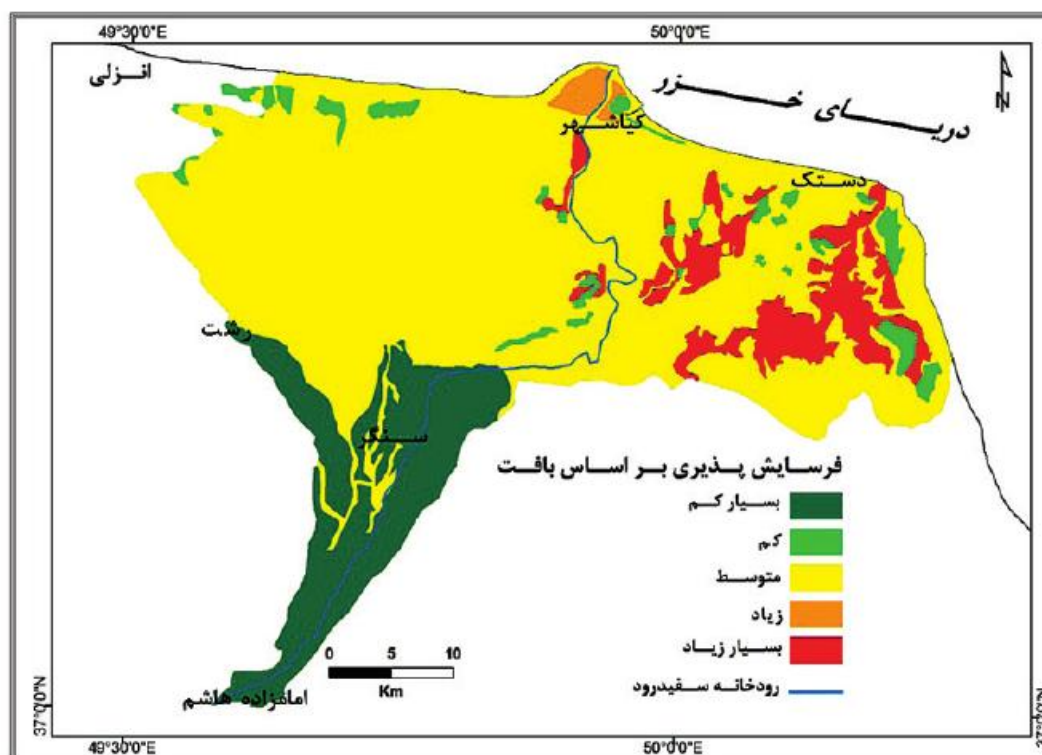 49°30'0"E
50°0'0"E
انزلی
دریای خزر
N
کیاشهر
دستک
رشت
سنگر
امامزاده هاشم
فرسایش پذیری بر اساس بافت
بسیار کم
کم
متوسط
زیاد
بسیار زیاد
رودخانه سفیدرود
0 5 10
Km
37°0'0"N
49°30'0"E
50°0'0"E